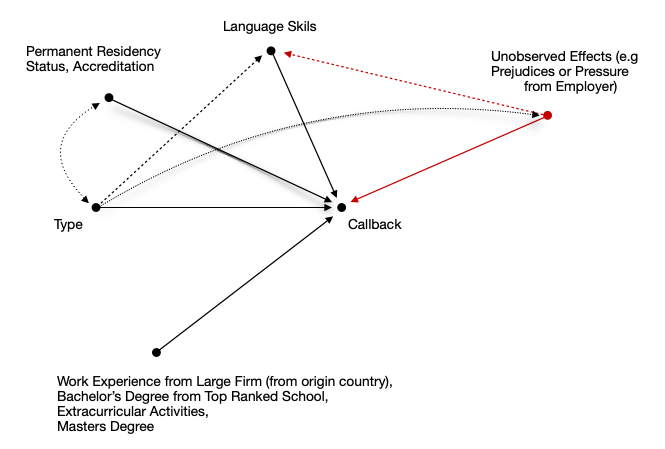 Language Skils
Permanent Residency
Status, Accreditation
Unobserved Effects (e.g
Prejudices or Pressure
from Employer)
Type
Callback
Work Experience from Large Firm (from origin country),
Bachelor's Degree from Top Ranked School,
Extracurricular Activities,
Masters Degree